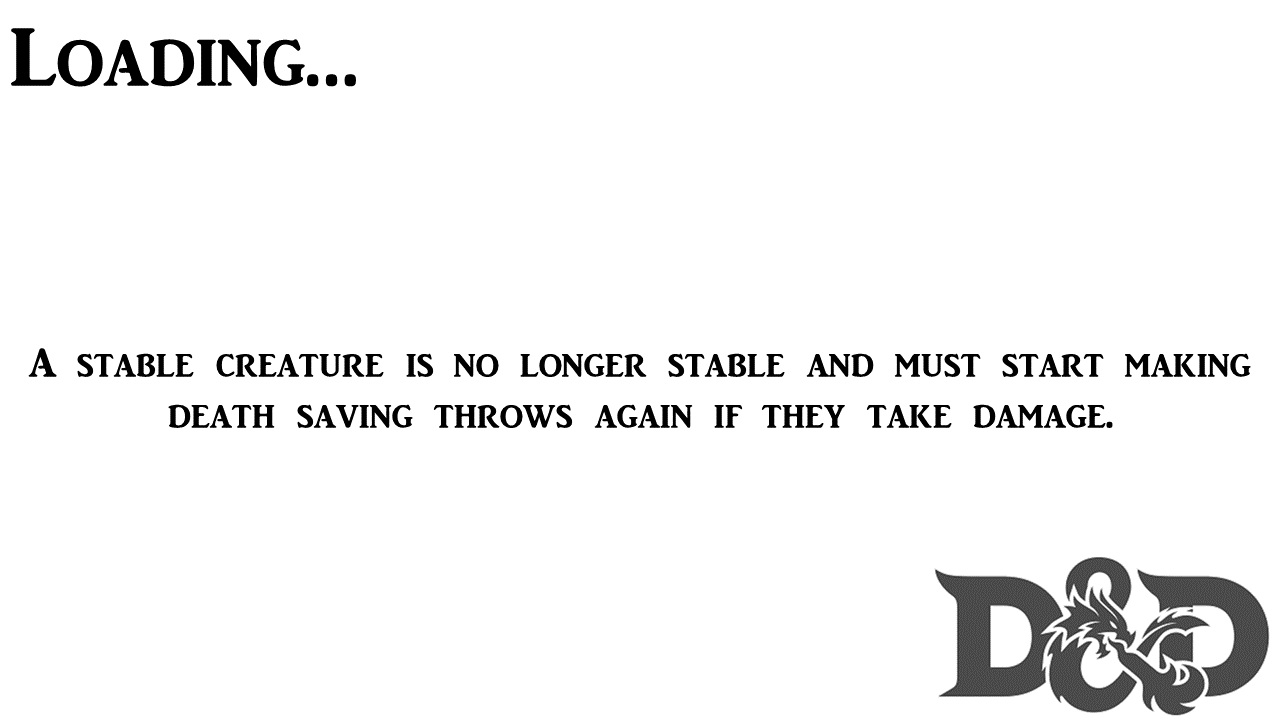 Loading...
A stable creature is no longer stable and must start making
death saving throws again if they take damage.
D&D